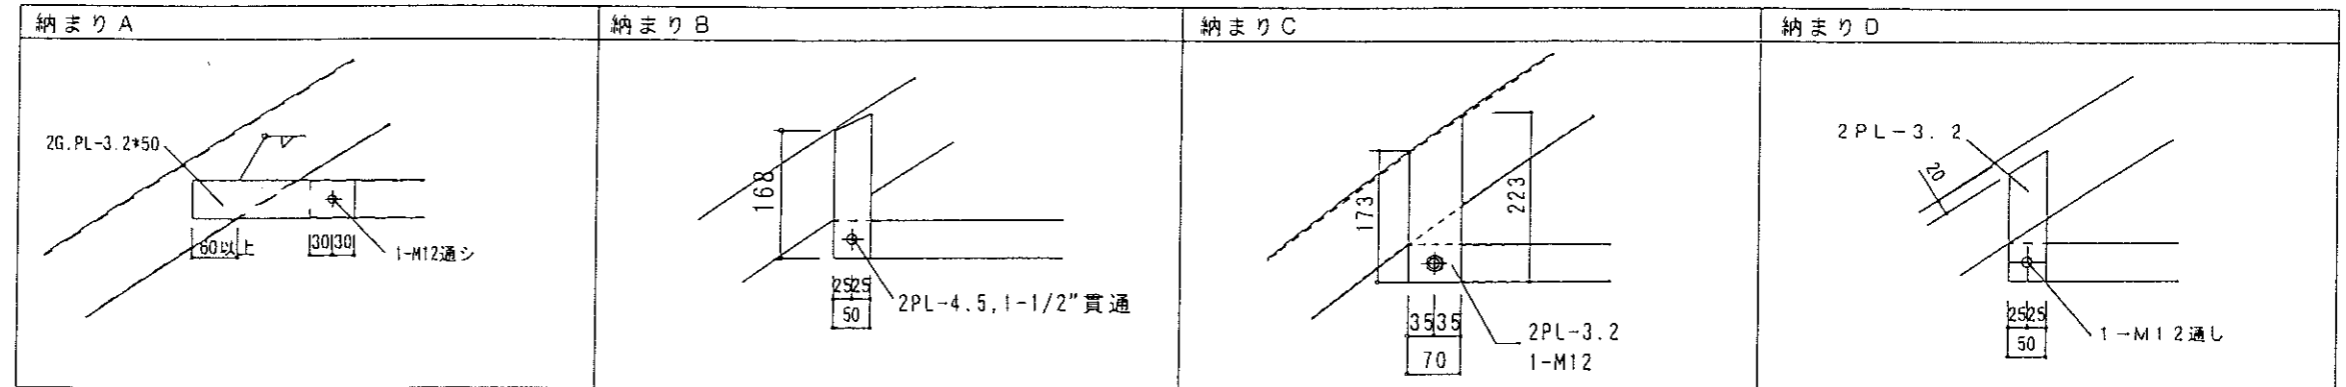 納まりA
納まりB
納まりC
納まりD
2G.PL-3.2*50
60以上
30 30
1-M12通シ
168
25 25
50
2PL-4.5,1-1/2"貫通
173
223
35 35
70
2PL-3.2
1-M12
2PL-3.2
20
25 25
50
1-M12通し